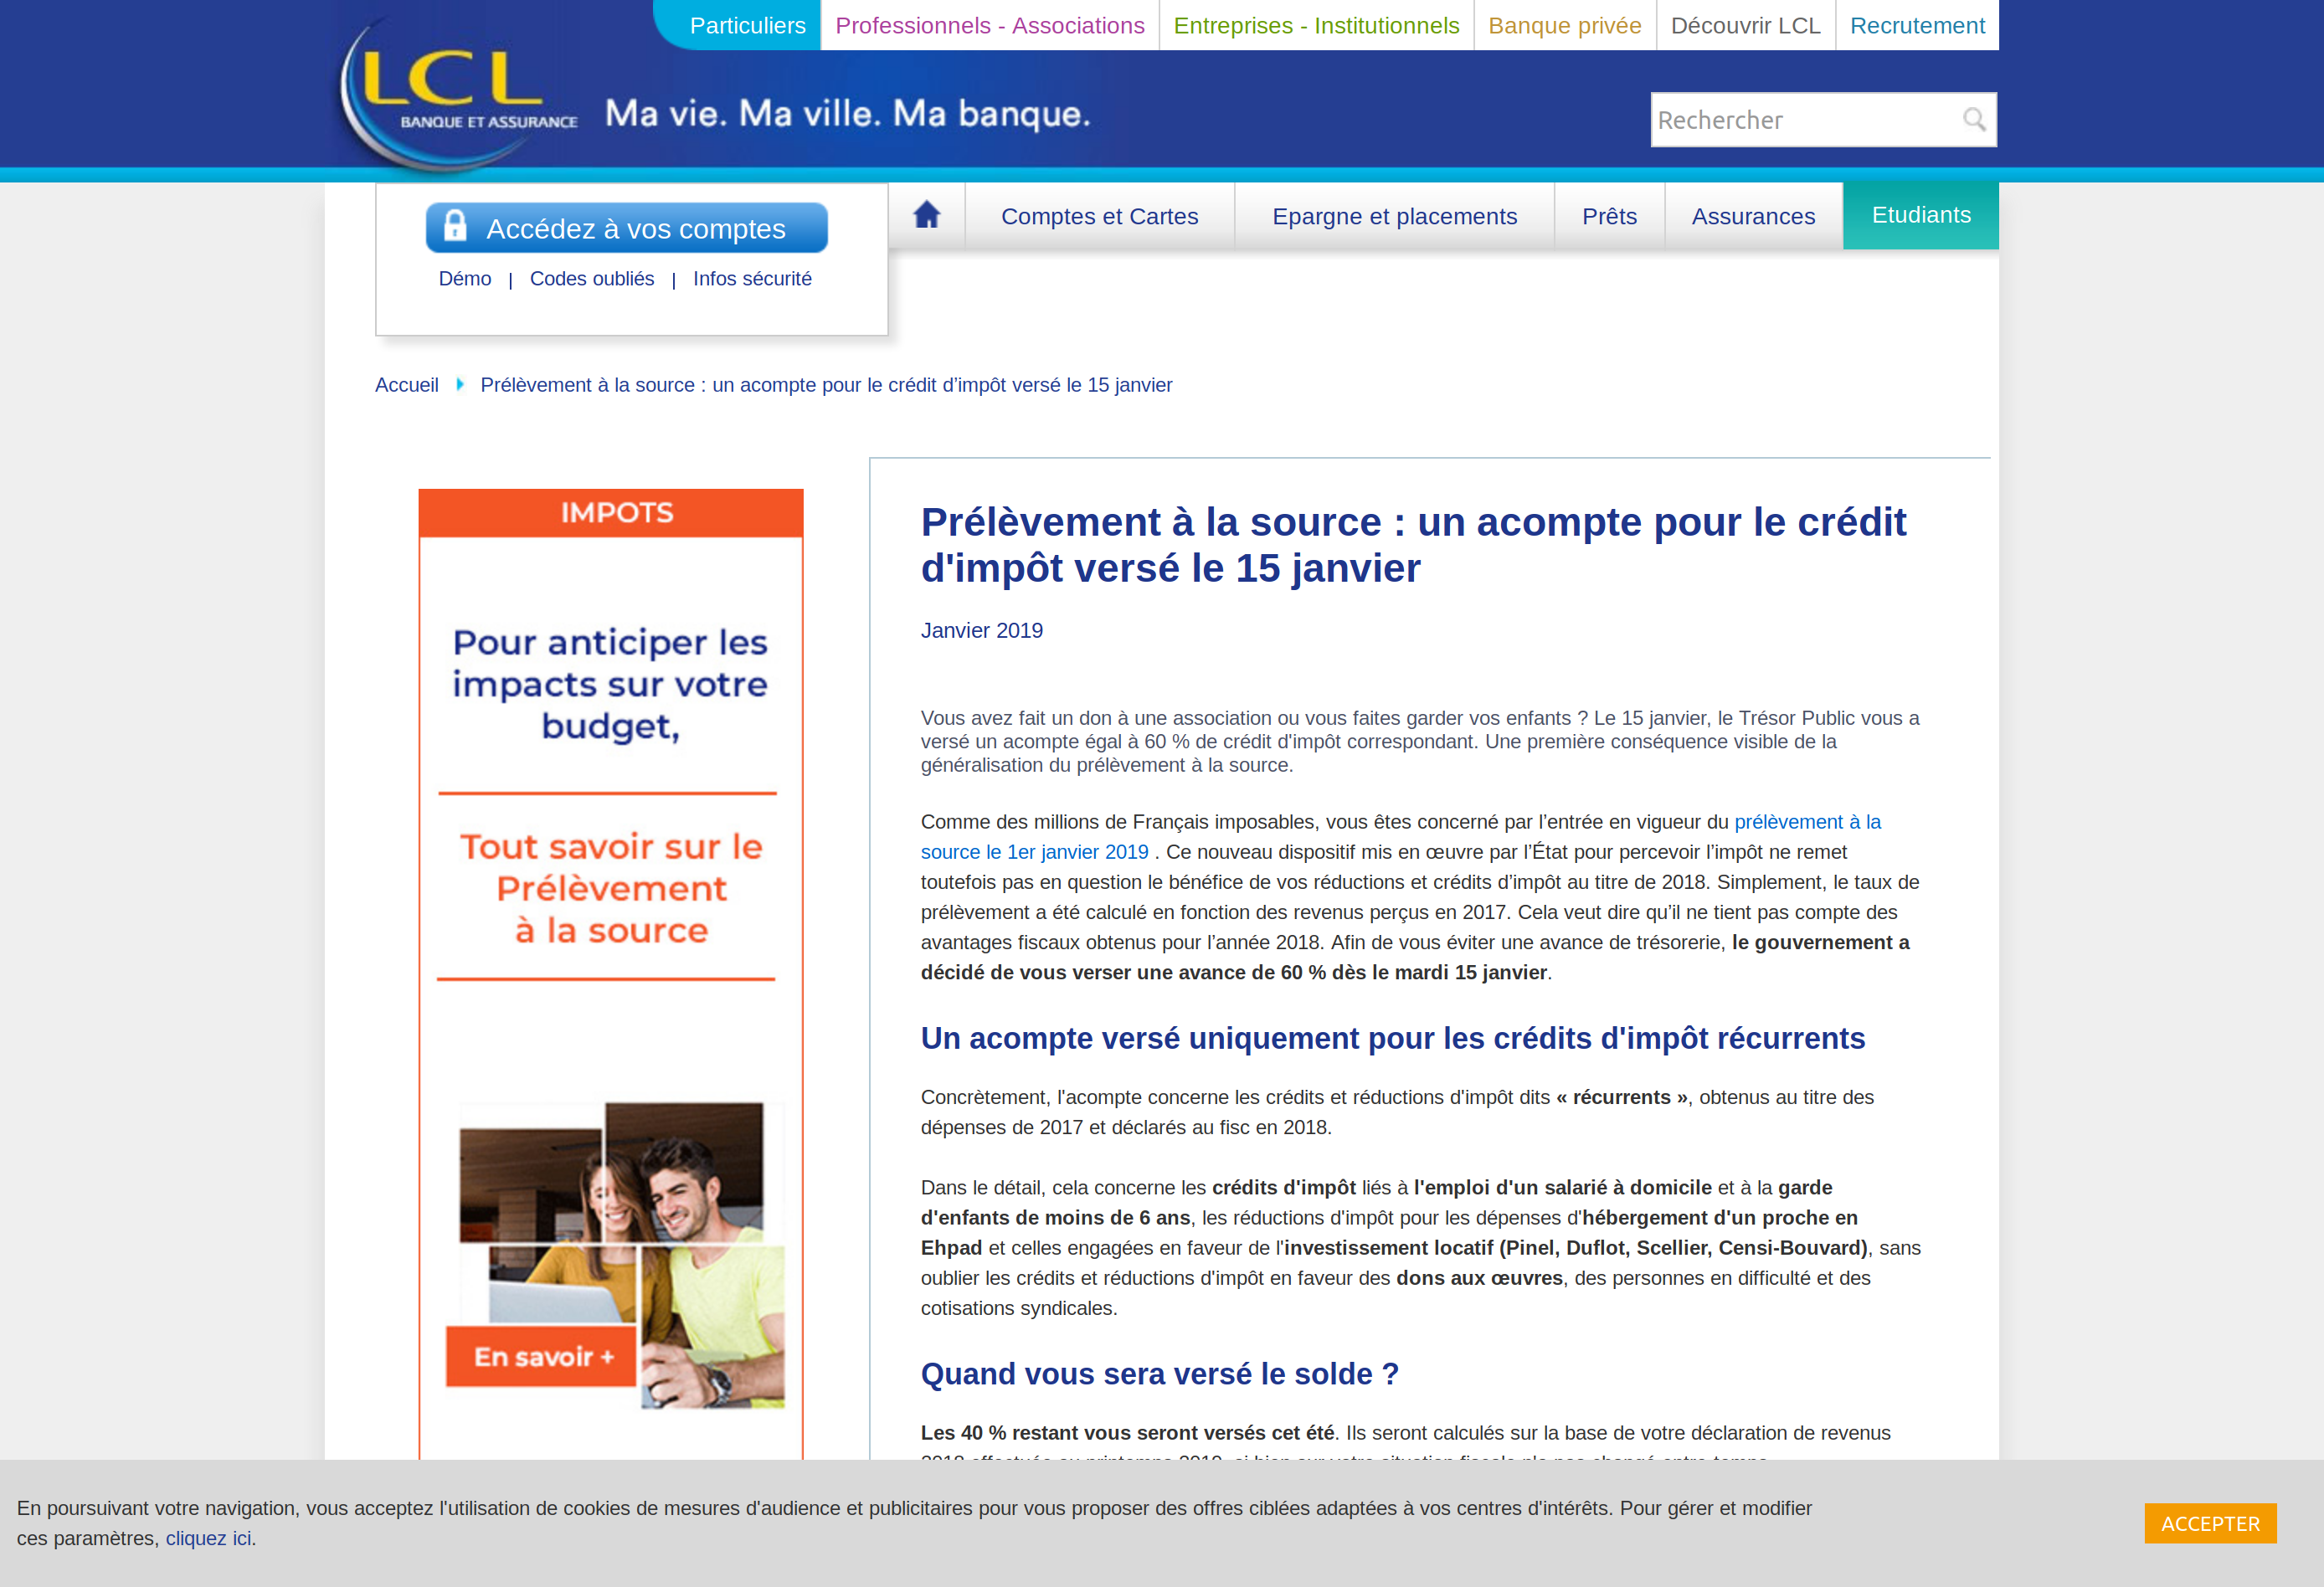 Particuliers
Professionnels - Associations
Entreprises - Institutionnels
Banque privée
Découvrir LCL
Recrutement
LCL
BANQUE ET ASSURANCE
Ma vie. Ma ville. Ma banque.
Rechercher
Accédez à vos comptes
Démo | Codes oubliés | Infos sécurité
Comptes et Cartes
Epargne et placements
Prêts
Assurances
Etudiants
Accueil
Prélèvement à la source : un acompte pour le crédit d’impôt versé le 15 janvier
IMPOTS
Pour anticiper les
impacts sur votre
budget,
Tout savoir sur le
Prélèvement
à la source
En savoir +
Prélèvement à la source : un acompte pour le crédit
d'impôt versé le 15 janvier
Janvier 2019
Vous avez fait un don à une association ou vous faites garder vos enfants ? Le 15 janvier, le Trésor Public vous a
versé un acompte égal à 60 % de crédit d'impôt correspondant. Une première conséquence visible de la
généralisation du prélèvement à la source.
Comme des millions de Français imposables, vous êtes concerné par l’entrée en vigueur du prélèvement à la
source le 1er janvier 2019 . Ce nouveau dispositif mis en œuvre par l’État pour percevoir l’impôt ne remet
toutefois pas en question le bénéfice de vos réductions et crédits d’impôt au titre de 2018. Simplement, le taux de
prélèvement a été calculé en fonction des revenus perçus en 2017. Cela veut dire qu’il ne tient pas compte des
avantages fiscaux obtenus pour l’année 2018. Afin de vous éviter une avance de trésorerie, le gouvernement a
décidé de vous verser une avance de 60 % dès le mardi 15 janvier.
Un acompte versé uniquement pour les crédits d'impôt récurrents
Concrètement, l'acompte concerne les crédits et réductions d'impôt dits « récurrents », obtenus au titre des
dépenses de 2017 et déclarés au fisc en 2018.
Dans le détail, cela concerne les crédits d'impôt liés à l'emploi d'un salarié à domicile et à la garde
d'enfants de moins de 6 ans, les réductions d'impôt pour les dépenses d'hébergement d'un proche en
Ehpad et celles engagées en faveur de l'investissement locatif (Pinel, Duflot, Scellier, Censi-Bouvard), sans
oublier les crédits et réductions d'impôt en faveur des dons aux œuvres, des personnes en difficulté et des
cotisations syndicales.
Quand vous sera versé le solde ?
Les 40 % restant vous seront versés cet été. Ils seront calculés sur la base de votre déclaration de revenus
En poursuivant votre navigation, vous acceptez l'utilisation de cookies de mesures d'audience et publicitaires pour vous proposer des offres ciblées adaptées à vos centres d'intérêts. Pour gérer et modifier
ces paramètres, cliquez ici.
ACCEPTER